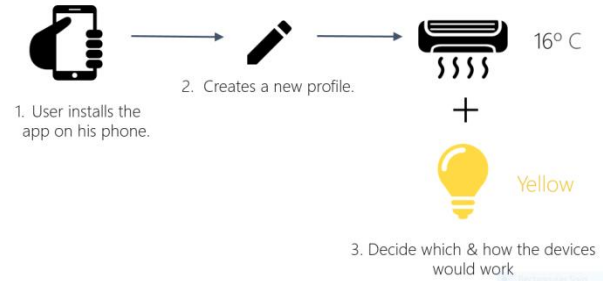 1. User installs the
app on his phone.
2. Creates a new profile.
16º C
+
Yellow
3. Decide which & how the devices
would work